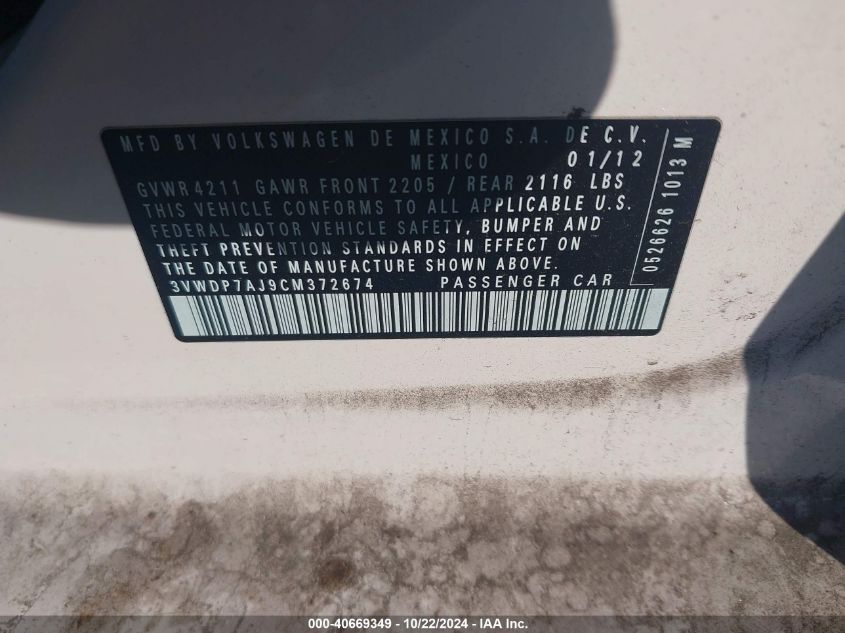 MFD BY VOLKSWAGEN DE MEXICO S.A. DE C.V.
MEXICO 01/12
GVWR 4211 GAWR FRONT 2205 / REAR 2116 LBS
THIS VEHICLE CONFORMS TO ALL APPLICABLE U.S.
FEDERAL MOTOR VEHICLE SAFETY, BUMPER AND
THEFT PREVENTION STANDARDS IN EFFECT ON
THE DATE OF MANUFACTURE SHOWN ABOVE.
3VWDP7AJ9CM372674 PASSENGER CAR
0526626 1013 M
000-40669349 - 10/22/2024 - IAA Inc.